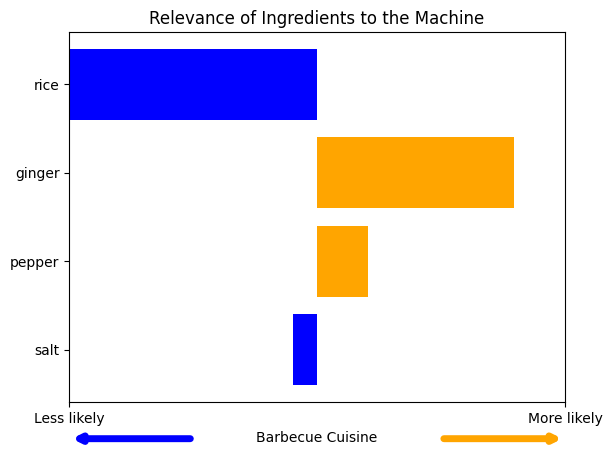 Relevance of Ingredients to the Machine
rice
ginger
pepper
salt
Less likely
More likely
Barbecue Cuisine